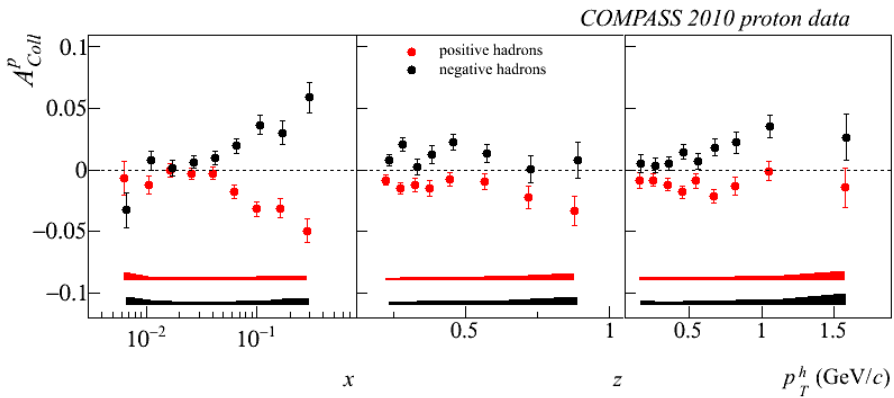 COMPASS 2010 proton data
A^p_Coll
positive hadrons
negative hadrons
0.1
0.05
0
−0.05
−0.1
10^−2 10^−1 0.5 1 0.5 1 1.5
x z p_T^h (GeV/c)